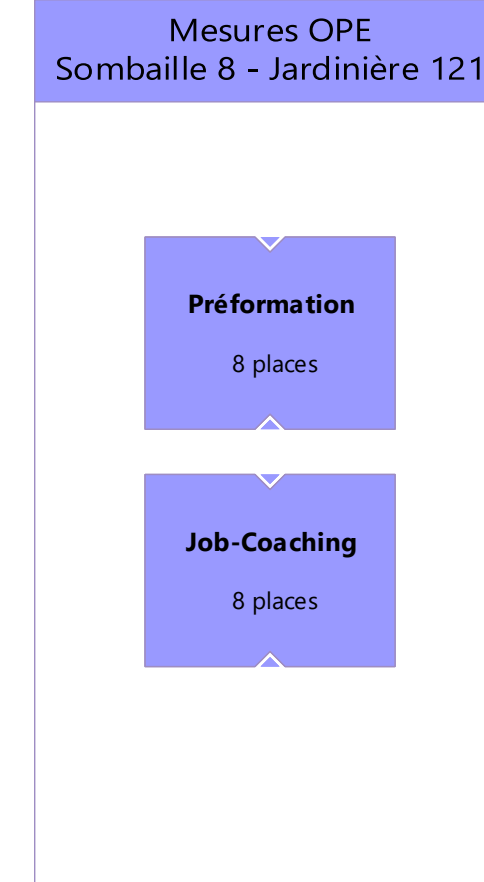 Mesures OPE
Sombaille 8 - Jardinière 121
Préformation
8 places
Job-Coaching
8 places